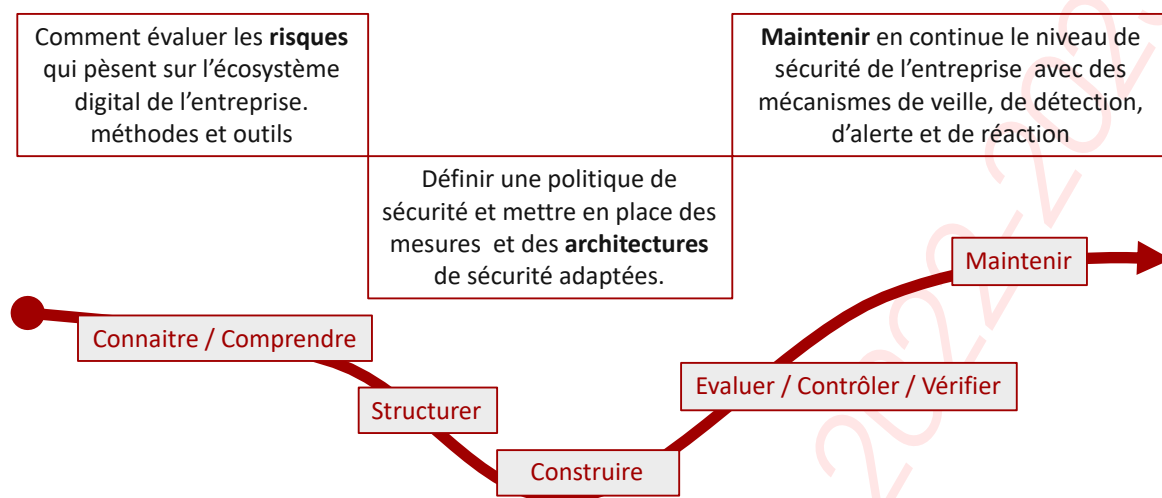 Comment évaluer les risques
qui pèsent sur l'écosystème
digital de l'entreprise.
méthodes et outils
Maintenir en continue le niveau de
sécurité de l'entreprise avec des
mécanismes de veille, de détection,
d'alerte et de réaction
Définir une politique de
sécurité et mettre en place des
mesures et des architectures
de sécurité adaptées.
Maintenir
Connaitre / Comprendre
Evaluer / Contrôler / Vérifier
Structurer
Construire